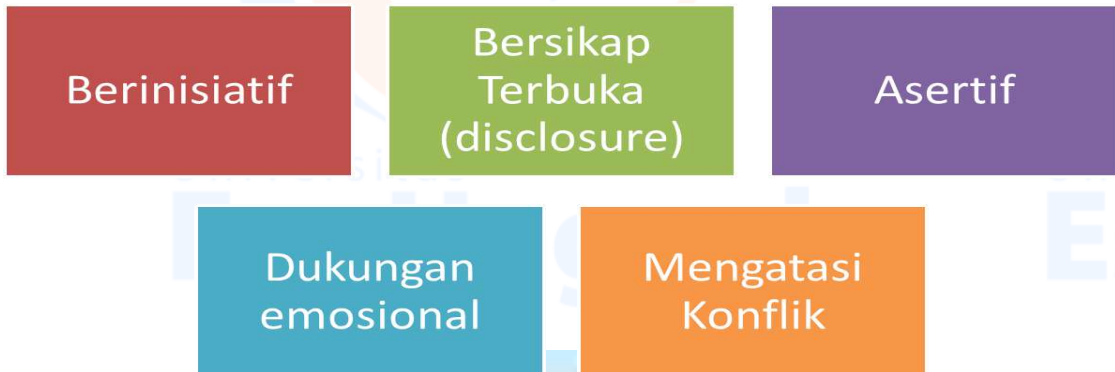 Berinisiatif
Bersikap
Terbuka
(disclosure)
Asertif
Dukungan
emosional
Mengatasi
Konflik